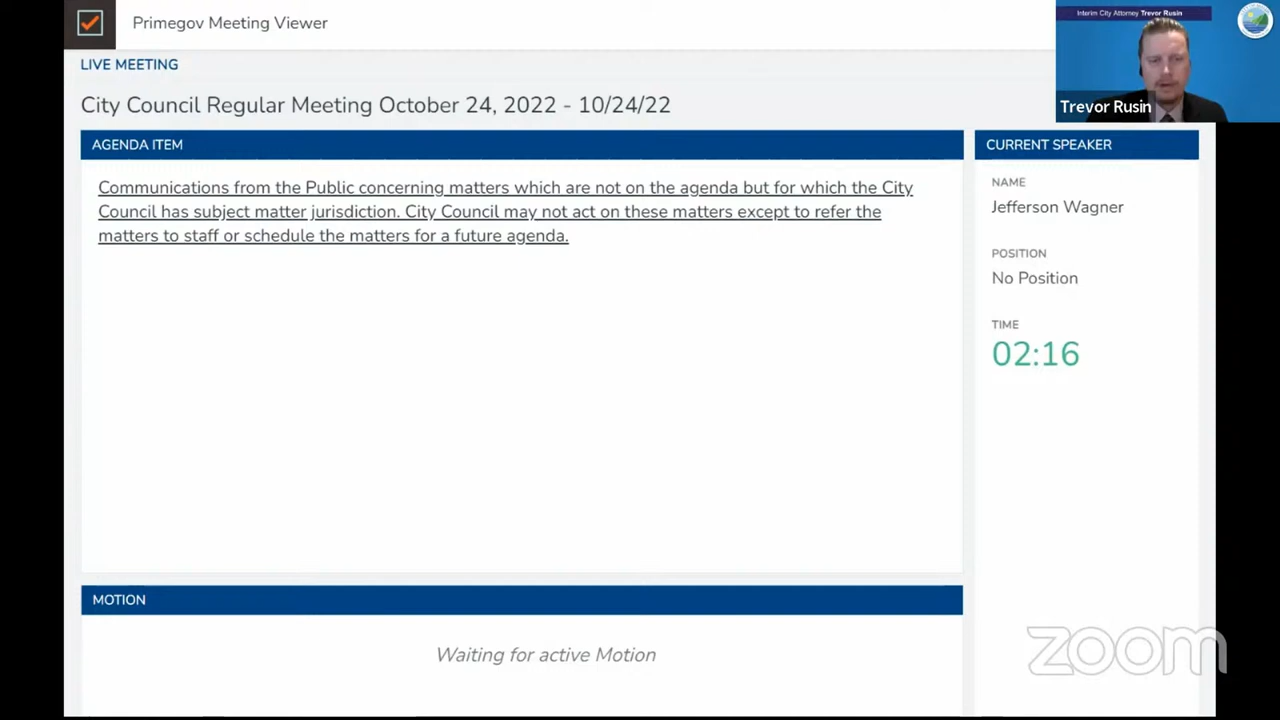 Primegov Meeting Viewer
Interim City Attorney Trevor Rusin
LIVE MEETING
Trevor Rusin
City Council Regular Meeting October 24, 2022 - 10/24/22
AGENDA ITEM
Communications from the Public concerning matters which are not on the agenda but for which the City
Council has subject matter jurisdiction. City Council may not act on these matters except to refer the
matters to staff or schedule the matters for a future agenda.
CURRENT SPEAKER
NAME
Jefferson Wagner
POSITION
No Position
TIME
02:16
MOTION
Waiting for active Motion
zoom